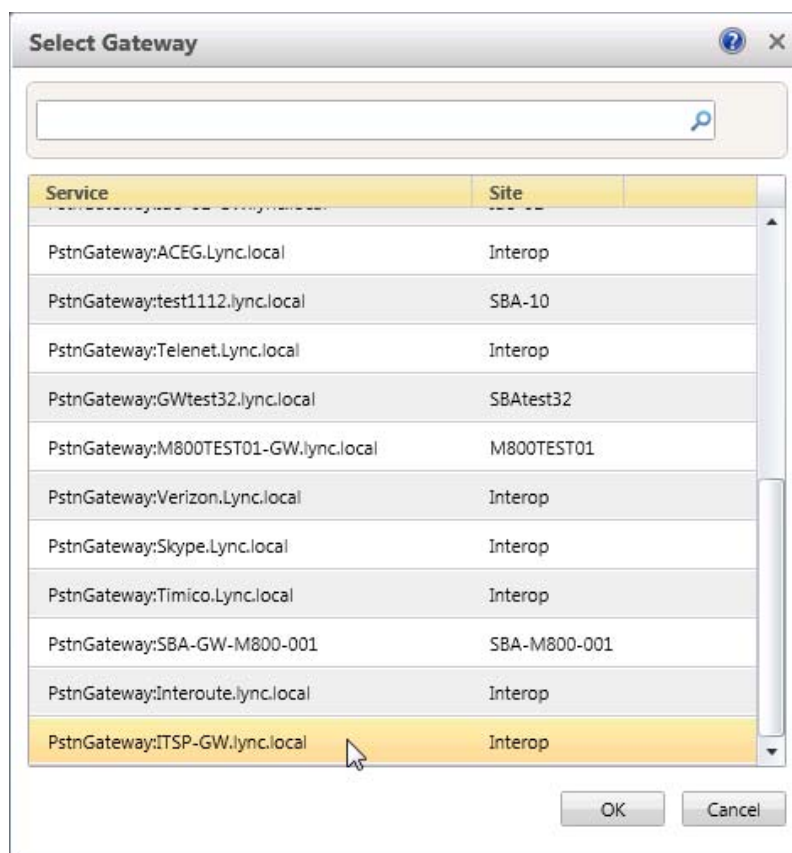 Select Gateway
Service Site
PstnGateway:ACEG.Lync.local Interop
PstnGateway:test1112.lync.local SBA-10
PstnGateway:Telenet.Lync.local Interop
PstnGateway:GWtest32.lync.local SBAtest32
PstnGateway:M800TEST01-GW.lync.local M800TEST01
PstnGateway:Verizon.Lync.local Interop
PstnGateway:Skype.Lync.local Interop
PstnGateway:Timico.Lync.local Interop
PstnGateway:SBA-GW-M800-001 SBA-M800-001
PstnGateway:Interoute.lync.local Interop
PstnGateway:ITSP-GW.lync.local Interop
OK Cancel